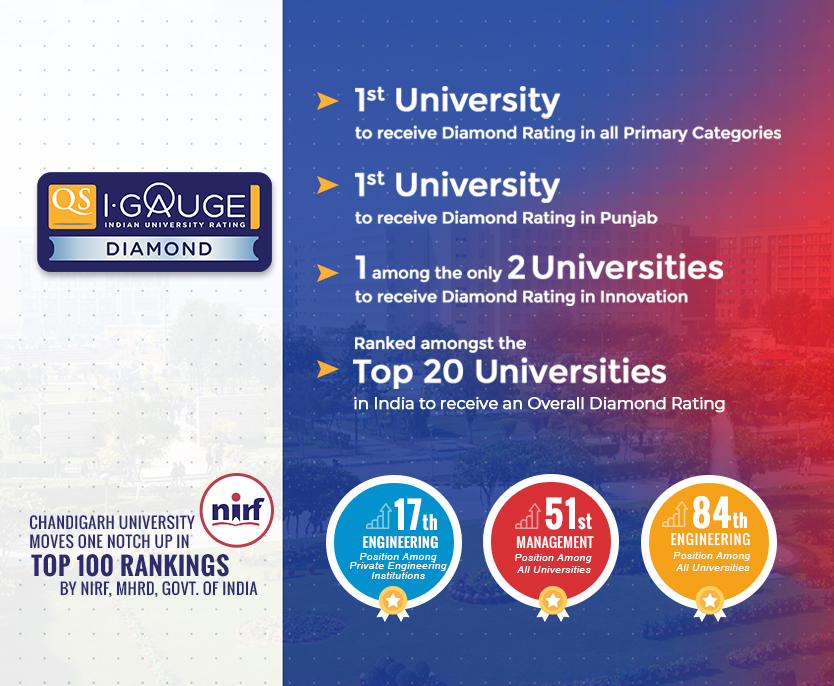 QS I·GAUGE
INDIAN UNIVERSITY RATING
DIAMOND
1st University
to receive Diamond Rating in all Primary Categories
1st University
to receive Diamond Rating in Punjab
1 among the only 2 Universities
to receive Diamond Rating in Innovation
Ranked amongst the
Top 20 Universities
in India to receive an Overall Diamond Rating
nirf
CHANDIGARH UNIVERSITY
MOVES ONE NOTCH UP IN
TOP 100 RANKINGS
BY NIRF, MHRD, GOVT. OF INDIA
17th
ENGINEERING
Position Among
Private Engineering
Institutions
51st
MANAGEMENT
Position Among
All Universities
84th
ENGINEERING
Position Among
All Universities